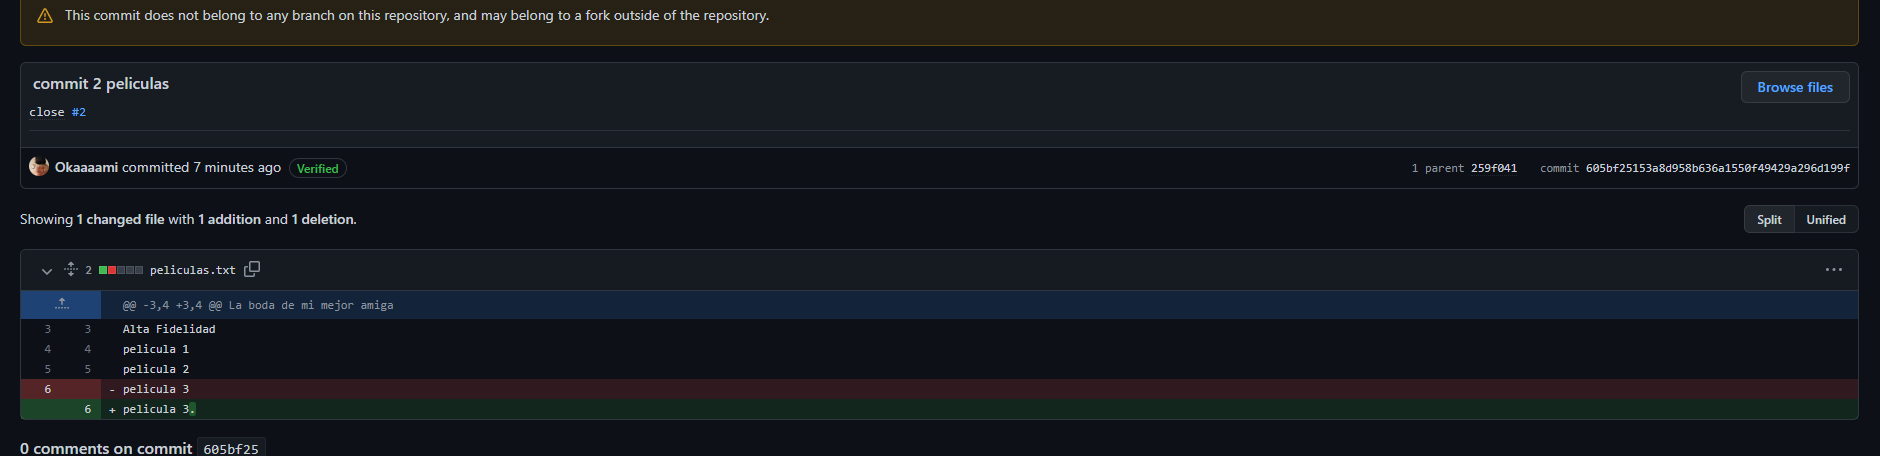 This commit does not belong to any branch on this repository, and may belong to a fork outside of the repository.
commit 2 peliculas
Browse files
close #2
Okaaaami committed 7 minutes ago Verified
1 parent 259f041 commit 605bf25153a8d958b636a1550f49429a296d199f
Showing 1 changed file with 1 addition and 1 deletion.
Split Unified
2 peliculas.txt
@@ -3,4 +3,4 @@ La boda de mi mejor amiga
3 3 Alta Fidelidad
4 4 pelicula 1
5 5 pelicula 2
6 - pelicula 3
6 + pelicula 3.
0 comments on commit 605bf25